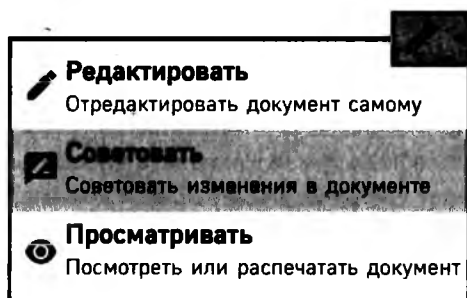 Редактировать
Отредактировать документ самому
Советовать
Советовать изменения в документе
Просматривать
Посмотреть или распечатать документ